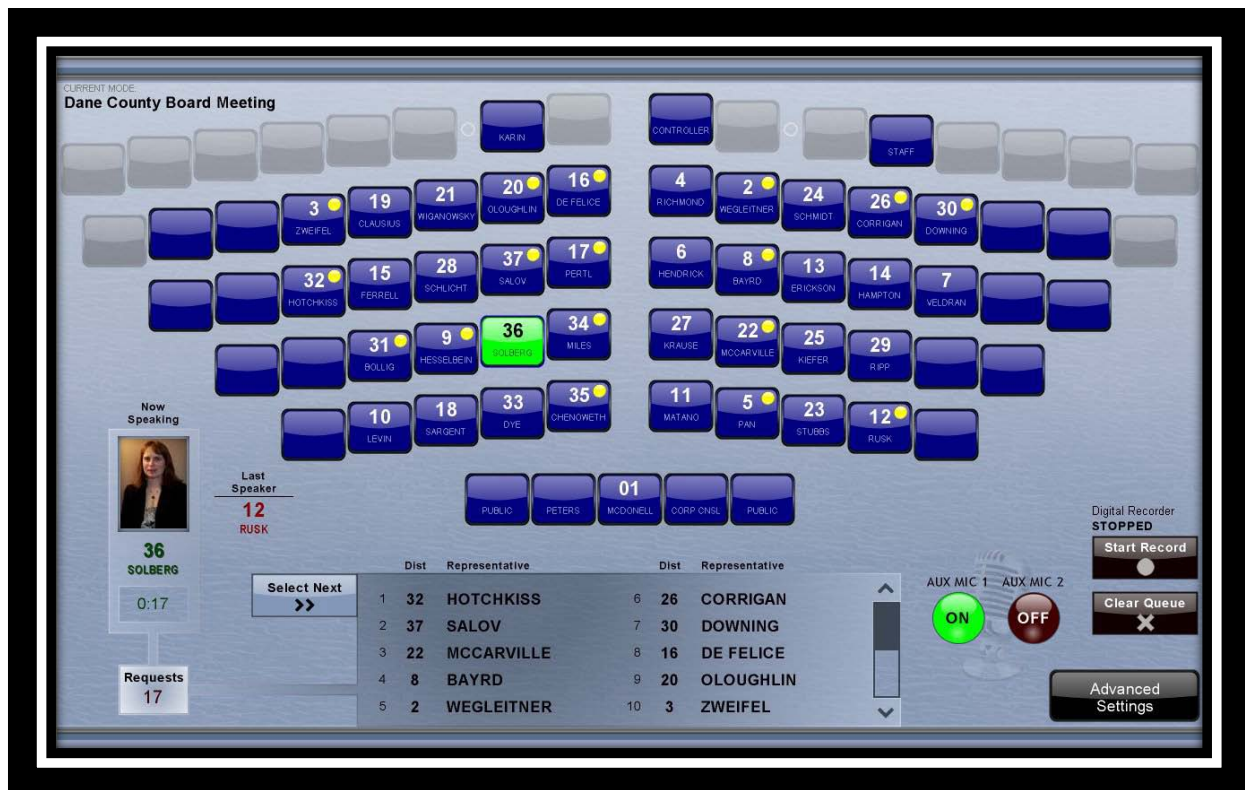 CURRENT MODE:
Dane County Board Meeting
KARIN
CONTROLLER
STAFF
3 ZWEIFEL
19 CLAUSIUS
21 WIGANOWSKY
20 OLOUGHLIN
16 DE FELICE
4 RICHMOND
2 WEGLEITNER
24 SCHMIDT
26 CORRIGAN
30 DOWNING
32 HOTCHKISS
15 FERRELL
28 SCHLICHT
37 SALOV
17 PERTL
6 HENDRICK
8 BAYRD
13 ERICKSON
14 HAMPTON
7 VELDRAN
31 BOLLIG
9 HESSELBEIN
36 SOLBERG
34 MILES
27 KRAUSE
22 MCCARVILLE
25 KIEFER
29 RIPP
10 LEVIN
18 SARGENT
33 DYE
35 CHENOWETH
11 MATANO
5 PAN
23 STUBBS
12 RUSK
PUBLIC
PETERS
01 MCDONELL
CORP CNSL
PUBLIC
Now
Speaking
36
SOLBERG
0:17
Requests
17
Last
Speaker
12
RUSK
Select Next
>>
Dist Representative Dist Representative
1 32 HOTCHKISS 6 26 CORRIGAN
2 37 SALOV 7 30 DOWNING
3 22 MCCARVILLE 8 16 DE FELICE
4 8 BAYRD 9 20 OLOUGHLIN
5 2 WEGLEITNER 10 3 ZWEIFEL
AUX MIC 1 AUX MIC 2
ON OFF
Digital Recorder
STOPPED
Start Record
Clear Queue
Advanced
Settings